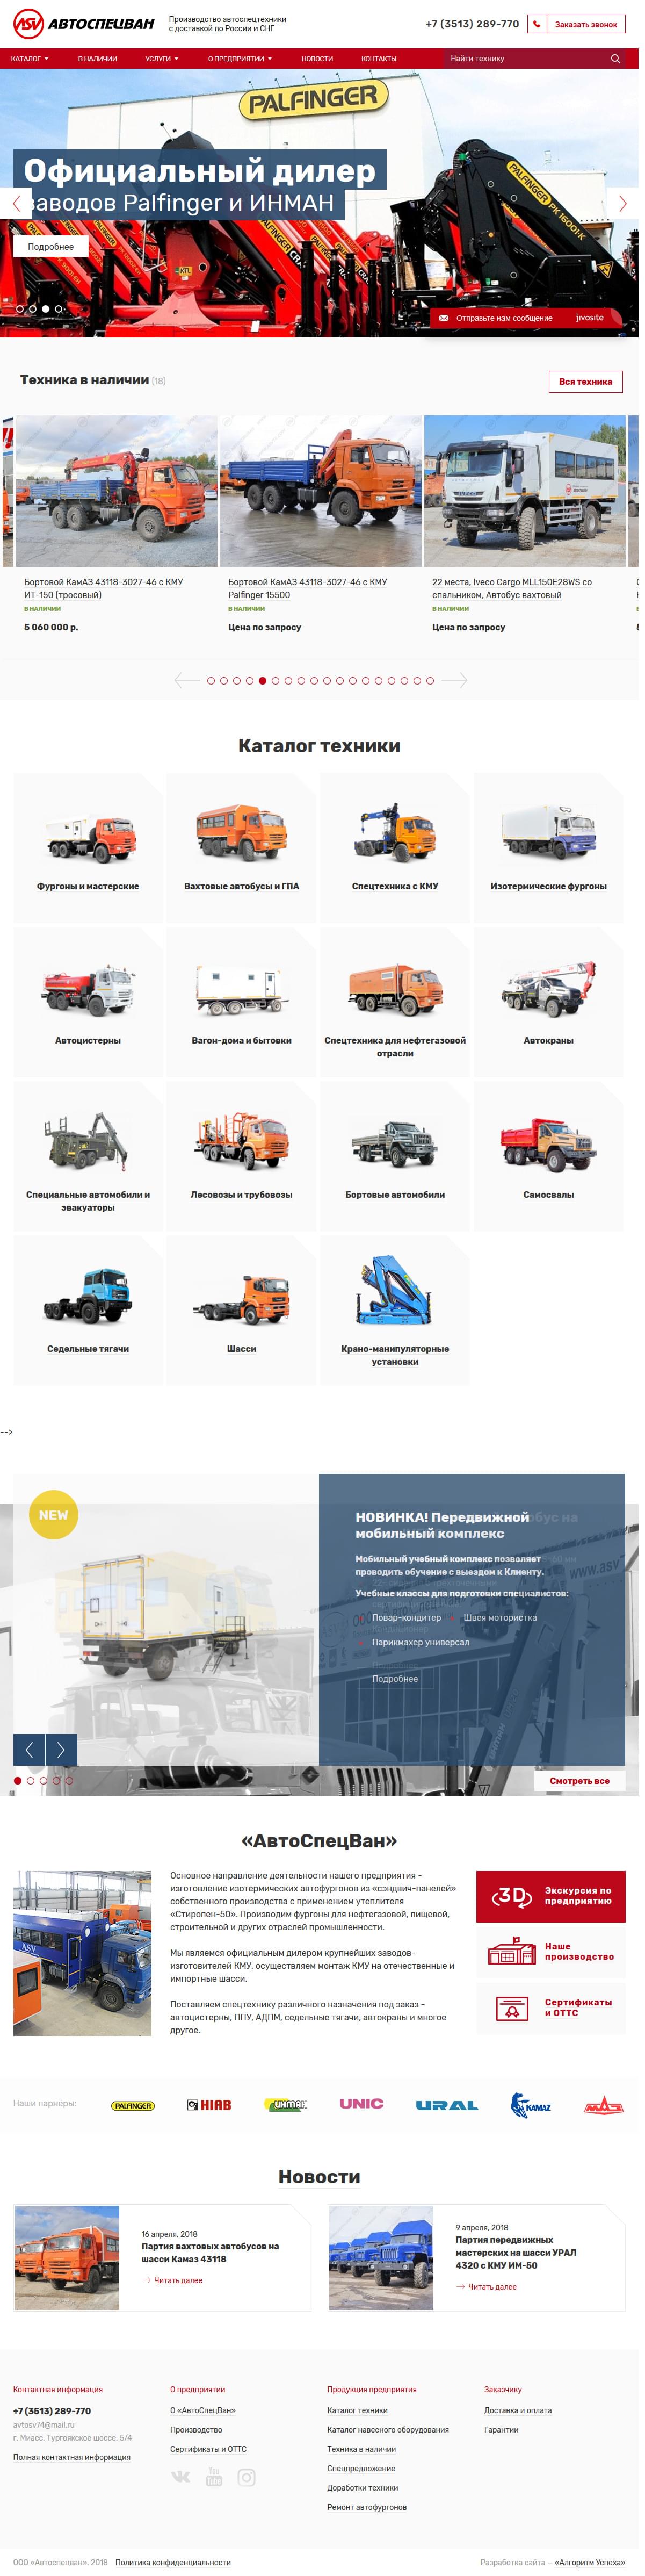 ASV АВТОСПЕЦВАН
Производство автоспецтехники
с доставкой по России и СНГ
+7 (3513) 289-770
Заказать звонок
КАТАЛОГ
В НАЛИЧИИ
УСЛУГИ
О ПРЕДПРИЯТИИ
НОВОСТИ
КОНТАКТЫ
Найти технику
PALFINGER
PALFINGER PK 16001 K
Официальный дилер
заводов Palfinger и ИНМАН
Подробнее
KTL
Отправьте нам сообщение
jivosite
Техника в наличии (18)
Вся техника
Бортовой КамАЗ 43118-3027-46 с КМУ
ИТ-150 (тросовый)
В НАЛИЧИИ
5 060 000 р.
Бортовой КамАЗ 43118-3027-46 с КМУ
Palfinger 15500
В НАЛИЧИИ
Цена по запросу
22 места, Iveco Cargo MLL150E28WS со
спальником, Автобус вахтовый
В НАЛИЧИИ
Цена по запросу
Каталог техники
Фургоны и мастерские
Вахтовые автобусы и ГПА
Спецтехника с КМУ
Изотермические фургоны
Автоцистерны
Вагон-дома и бытовки
Спецтехника для нефтегазовой
отрасли
Автокраны
Специальные автомобили и
эвакуаторы
Лесовозы и трубовозы
Бортовые автомобили
Самосвалы
Седельные тягачи
Шасси
Крано-манипуляторные
установки
-->
NEW
НОВИНКА! Передвижной
мобильный комплекс
Мобильный учебный комплекс позволяет
проводить обучение с выездом к Клиенту.
Учебные классы для подготовки специалистов:
Повар-кондитер
Швея мотористка
Парикмахер универсал
Подробнее
www.asv
Смотреть все
«АвтоСпецВан»
Основное направление деятельности нашего предприятия -
изготовление изотермических автофургонов из «сэндвич-панелей»
собственного производства с применением утеплителя
«Стиропен-50». Производим фургоны для нефтегазовой, пищевой,
строительной и других отраслей промышленности.
Мы являемся официальным дилером крупнейших заводов-
изготовителей КМУ, осуществляем монтаж КМУ на отечественные и
импортные шасси.
Поставляем спецтехнику различного назначения под заказ -
автоцистерны, ППУ, АДПМ, седельные тягачи, автокраны и многое
другое.
ASV
3D
Экскурсия по
предприятию
Наше
производство
Сертификаты
и ОТТС
Наши парнёры:
PALFINGER
HIAB
ИНМАН
UNIC
URAL
KAMAZ
МАЗ
Новости
16 апреля, 2018
Партия вахтовых автобусов на
шасси Камаз 43118
Читать далее
9 апреля, 2018
Партия передвижных
мастерских на шасси УРАЛ
4320 с КМУ ИМ-50
Читать далее
Контактная информация
+7 (3513) 289-770
avtosv74@mail.ru
г. Миасс, Тургоякское шоссе, 5/4
Полная контактная информация
О предприятии
О «АвтоСпецВан»
Производство
Сертификаты и ОТТС
You Tube
Продукция предприятия
Каталог техники
Каталог навесного оборудования
Техника в наличии
Спецпредложение
Доработки техники
Ремонт автофургонов
Заказчику
Доставка и оплата
Гарантии
ООО «Автоспецван», 2018
Политика конфиденциальности
Разработка сайта — «Алгоритм Успеха»